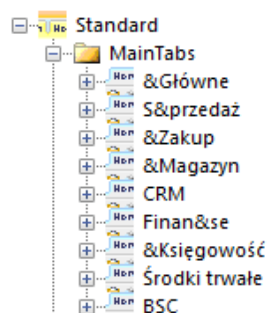 Standard
MainTabs
&Główne
S&przedaż
&Zakup
&Magazyn
CRM
Finan&se
&Księgowość
Środki trwałe
BSC